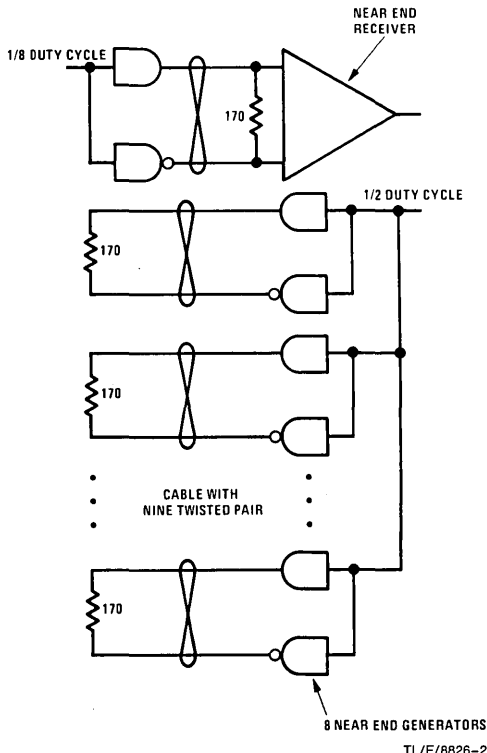 NEAR END
RECEIVER
1/8 DUTY CYCLE
170
1/2 DUTY CYCLE
170
170
CABLE WITH
NINE TWISTED PAIR
170
8 NEAR END GENERATORS
TL/F/8826–2